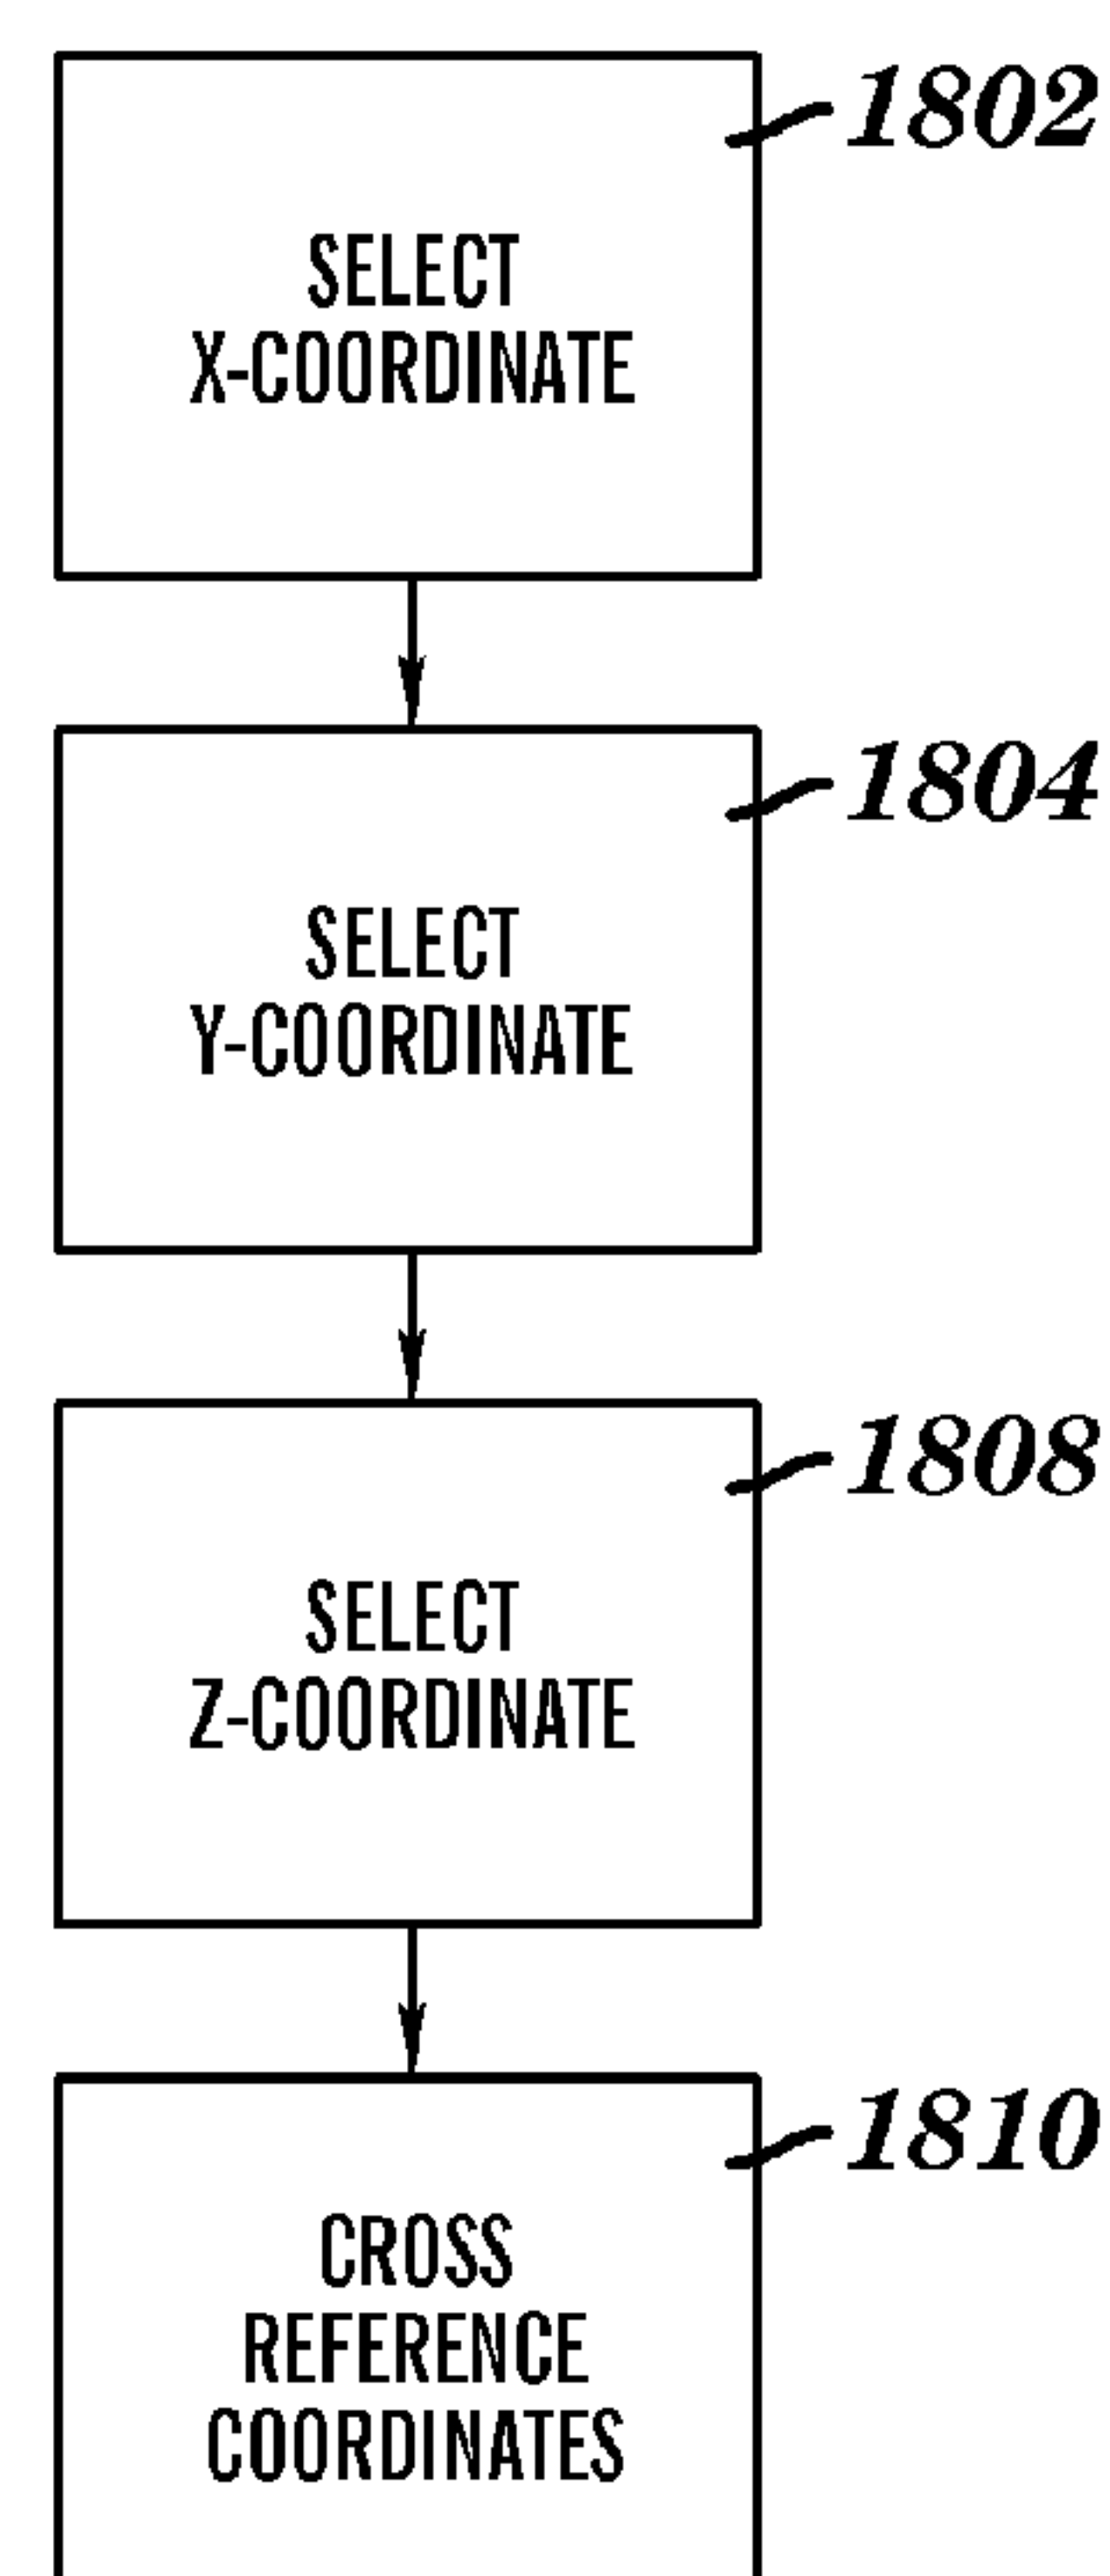 1802
SELECT
X-COORDINATE
1804
SELECT
Y-COORDINATE
1808
SELECT
Z-COORDINATE
1810
CROSS
REFERENCE
COORDINATES